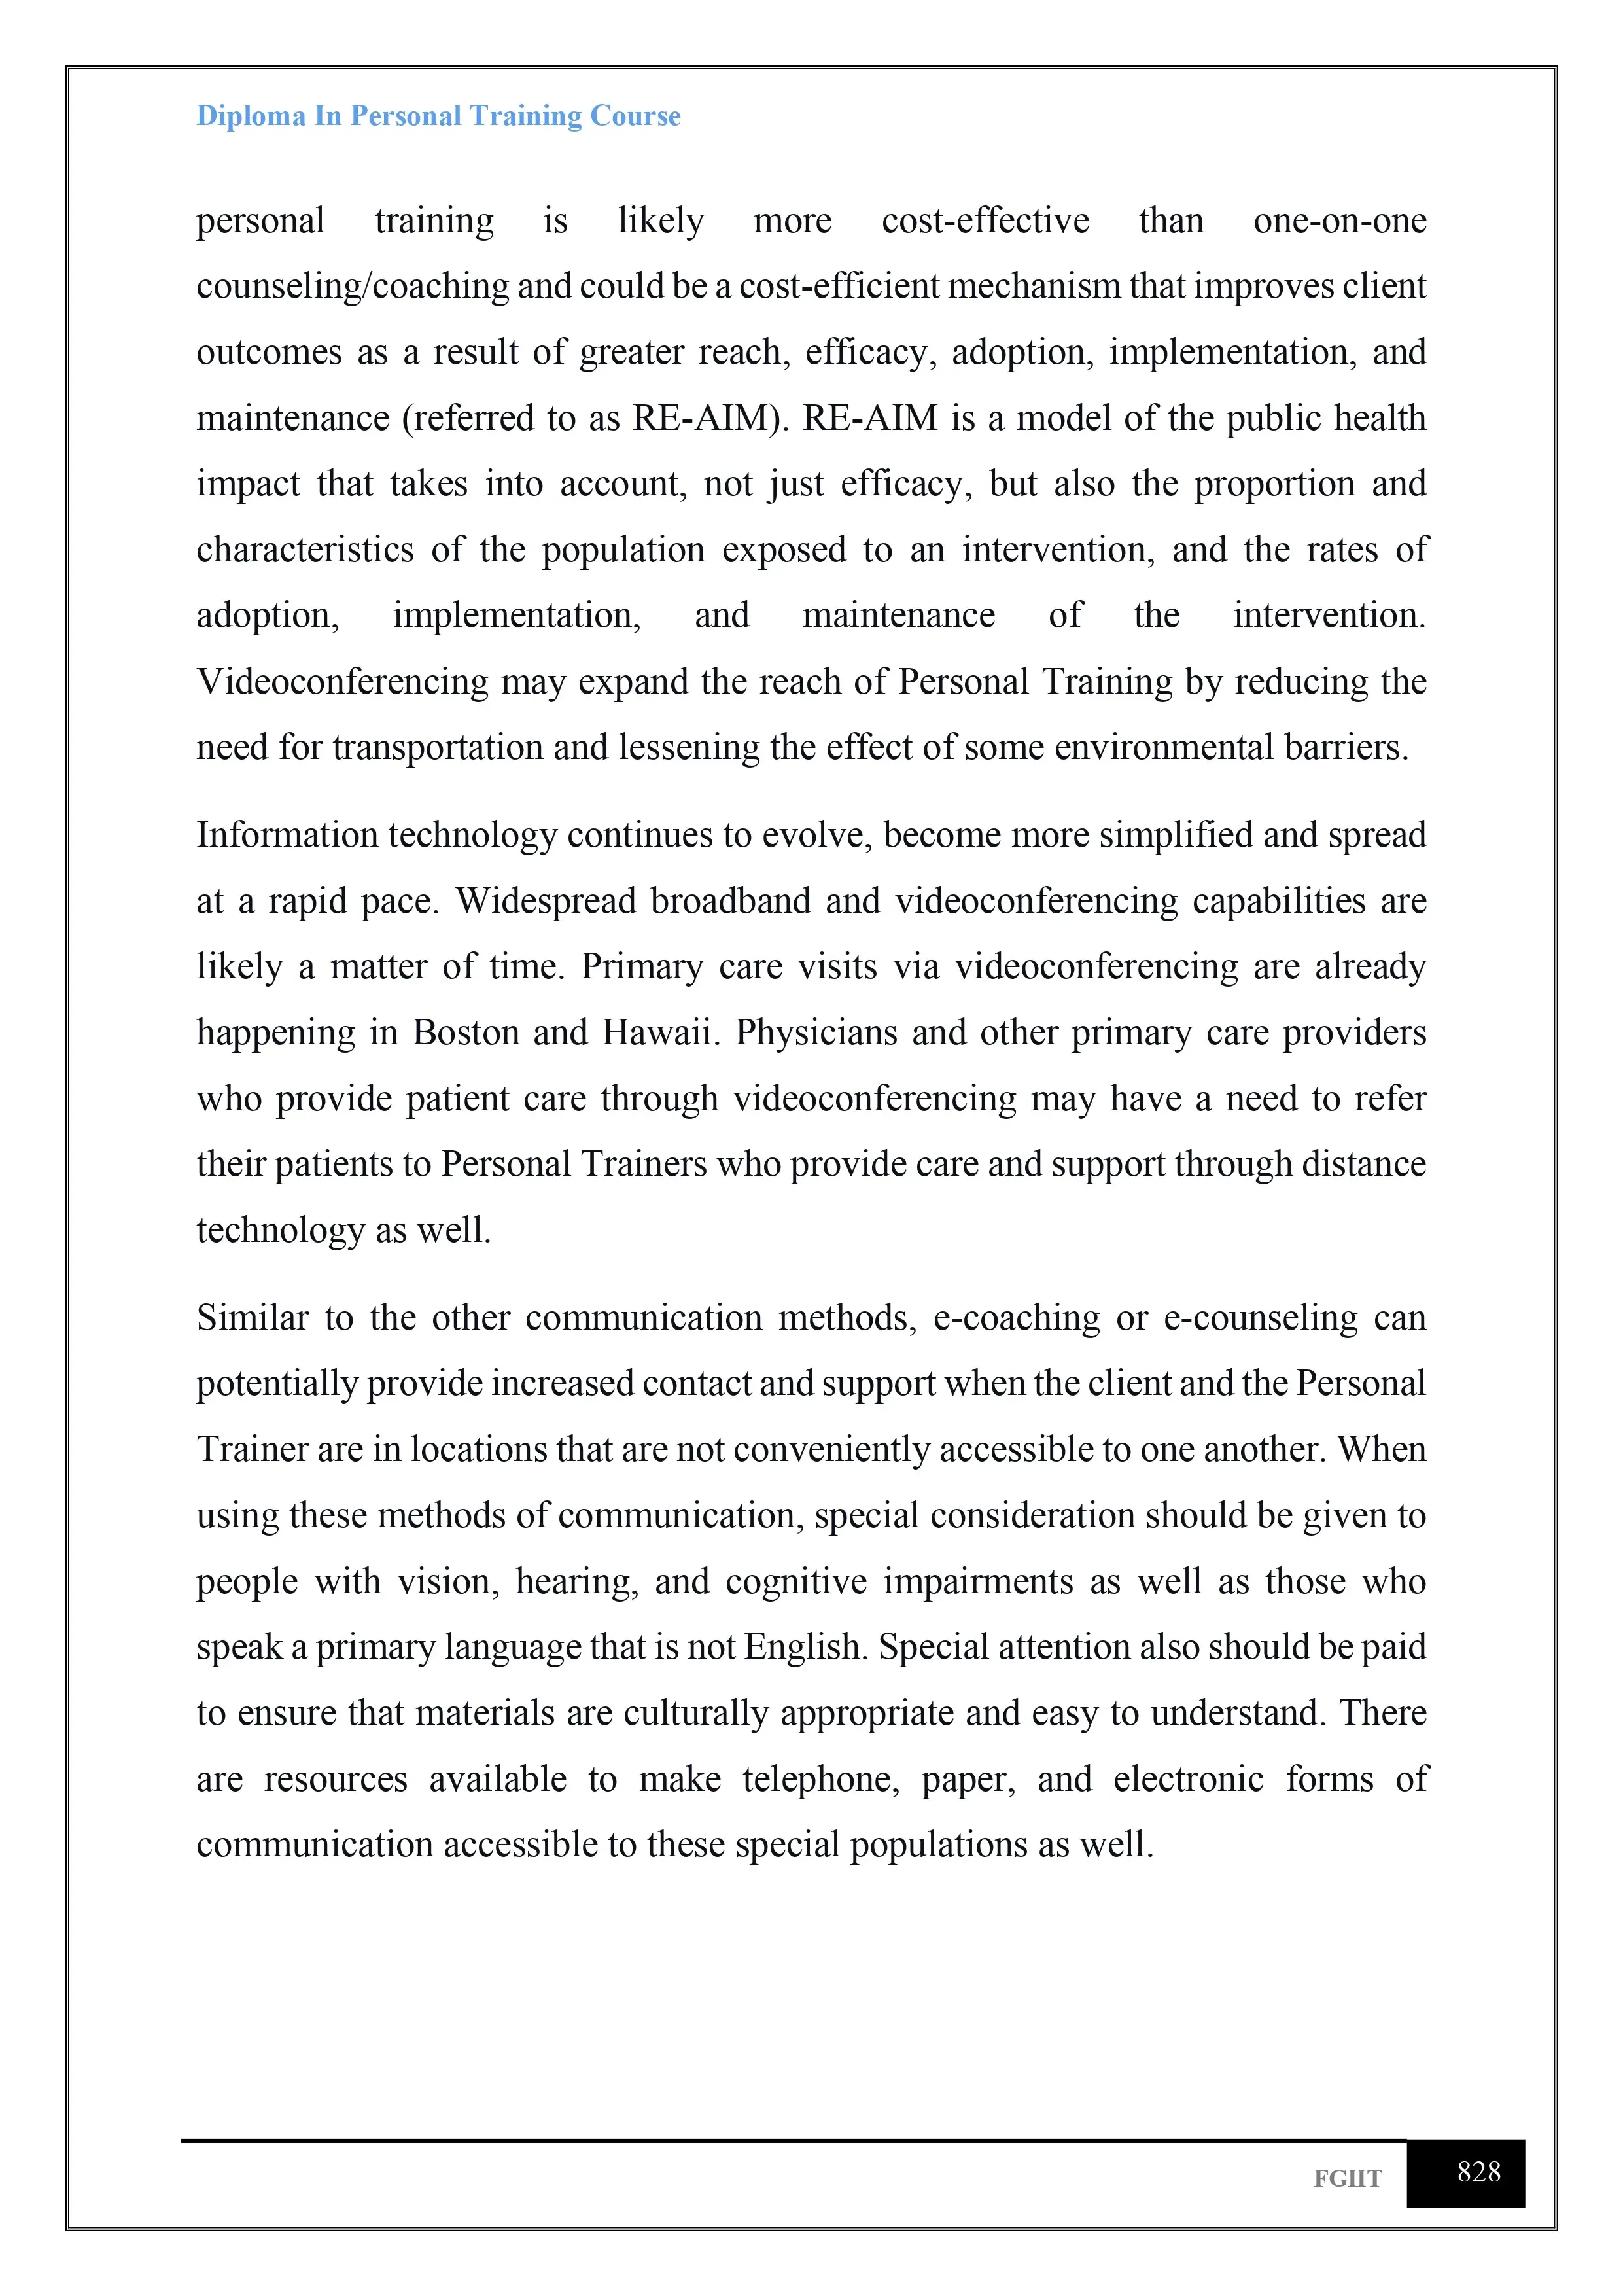 Diploma In Personal Training Course
personal training is likely more cost-effective than one-on-one
counseling/coaching and could be a cost-efficient mechanism that improves client
outcomes as a result of greater reach, efficacy, adoption, implementation, and
maintenance (referred to as RE-AIM). RE-AIM is a model of the public health
impact that takes into account, not just efficacy, but also the proportion and
characteristics of the population exposed to an intervention, and the rates of
adoption, implementation, and maintenance of the intervention.
Videoconferencing may expand the reach of Personal Training by reducing the
need for transportation and lessening the effect of some environmental barriers.
Information technology continues to evolve, become more simplified and spread
at a rapid pace. Widespread broadband and videoconferencing capabilities are
likely a matter of time. Primary care visits via videoconferencing are already
happening in Boston and Hawaii. Physicians and other primary care providers
who provide patient care through videoconferencing may have a need to refer
their patients to Personal Trainers who provide care and support through distance
technology as well.
Similar to the other communication methods, e-coaching or e-counseling can
potentially provide increased contact and support when the client and the Personal
Trainer are in locations that are not conveniently accessible to one another. When
using these methods of communication, special consideration should be given to
people with vision, hearing, and cognitive impairments as well as those who
speak a primary language that is not English. Special attention also should be paid
to ensure that materials are culturally appropriate and easy to understand. There
are resources available to make telephone, paper, and electronic forms of
communication accessible to these special populations as well.
FGIIT 828